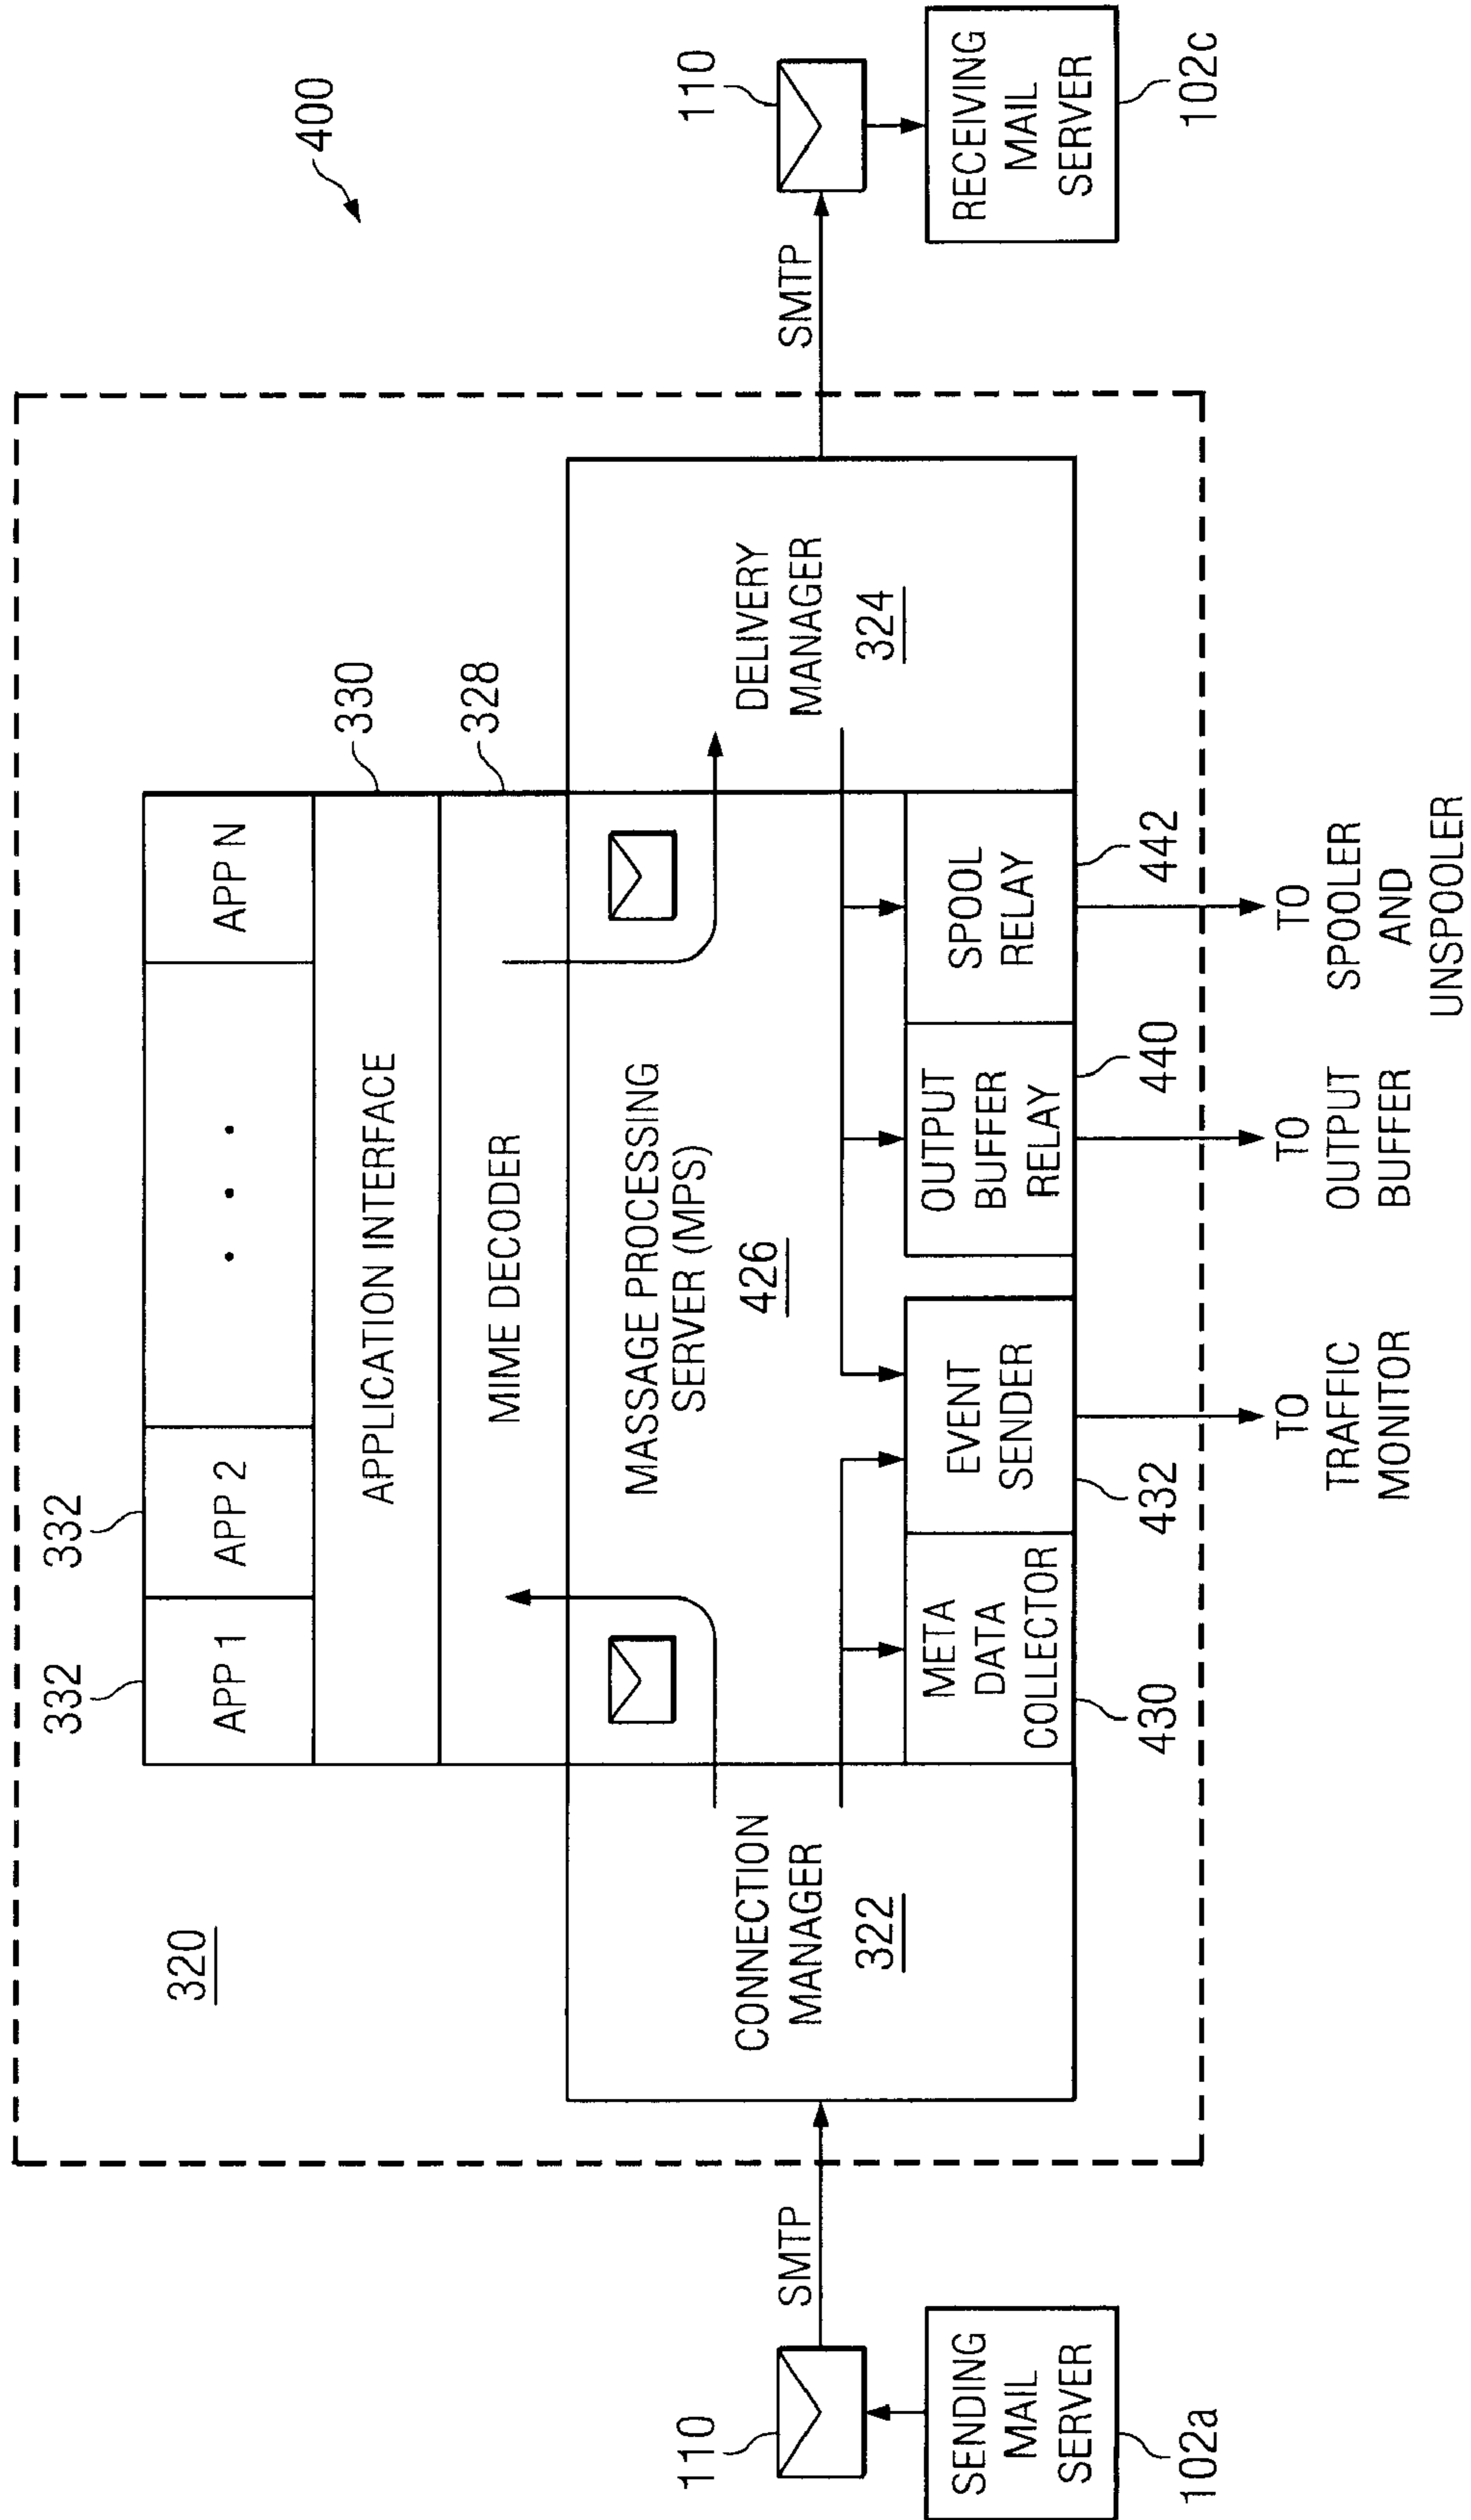 400
320
332
332
APP 1
APP 2
. . .
APP N
APPLICATION INTERFACE
330
MIME DECODER
328
MASSAGE PROCESSING
SERVER (MPS)
426
CONNECTION
MANAGER
322
DELIVERY
MANAGER
324
META
DATA
COLLECTOR
430
EVENT
SENDER
432
OUTPUT
BUFFER
RELAY
440
SPOOL
RELAY
442
110
SMTP
SENDING
MAIL
SERVER
102a
SMTP
110
RECEIVING
MAIL
SERVER
102c
TO
TRAFFIC
MONITOR
TO
OUTPUT
BUFFER
TO
SPOOLER
AND
UNSPOOLER